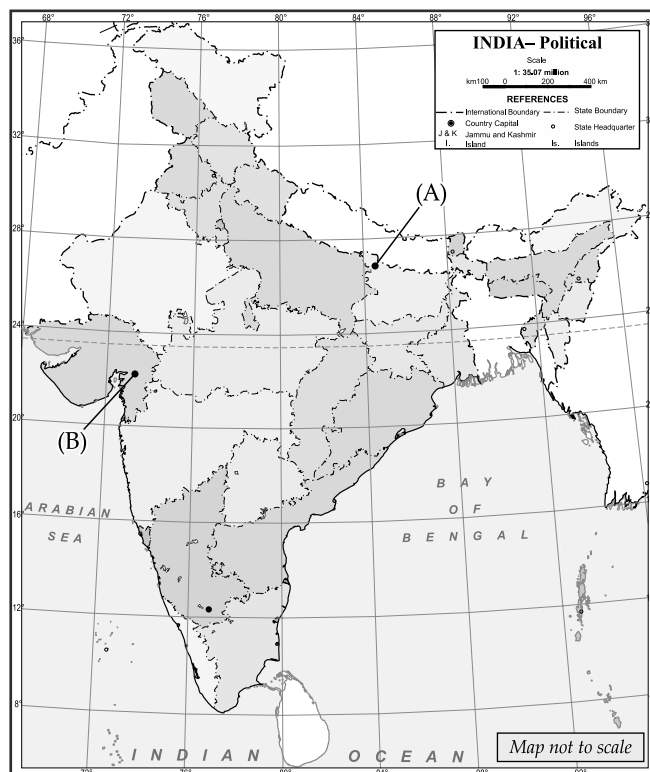 68° 72° 76° 80° 84° 88° 92° 96°
36°
INDIA– Political
Scale
1: 35.07 million
km100 0 200 400 km
REFERENCES
International Boundary State Boundary
Country Capital State Headquarter
J & K Jammu and Kashmir
I. Island Is. Islands
32°
28°
(A)
24°
20°
(B)
16°
12°
8°
ARABIAN
SEA
BAY
OF
BENGAL
INDIAN OCEAN
Map not to scale